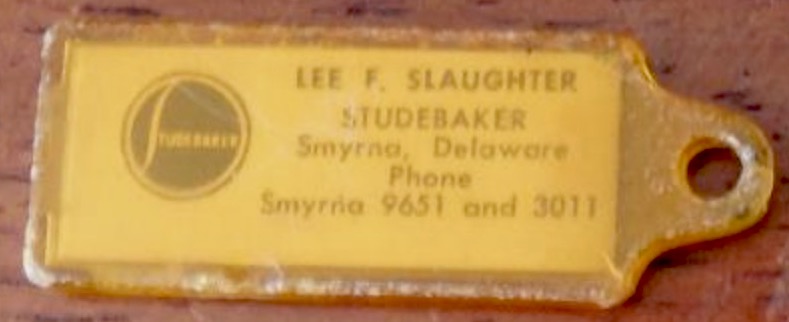 STUDEBAKER
LEE F. SLAUGHTER
STUDEBAKER
Smyrna, Delaware
Phone
Smyrna 9651 and 3011